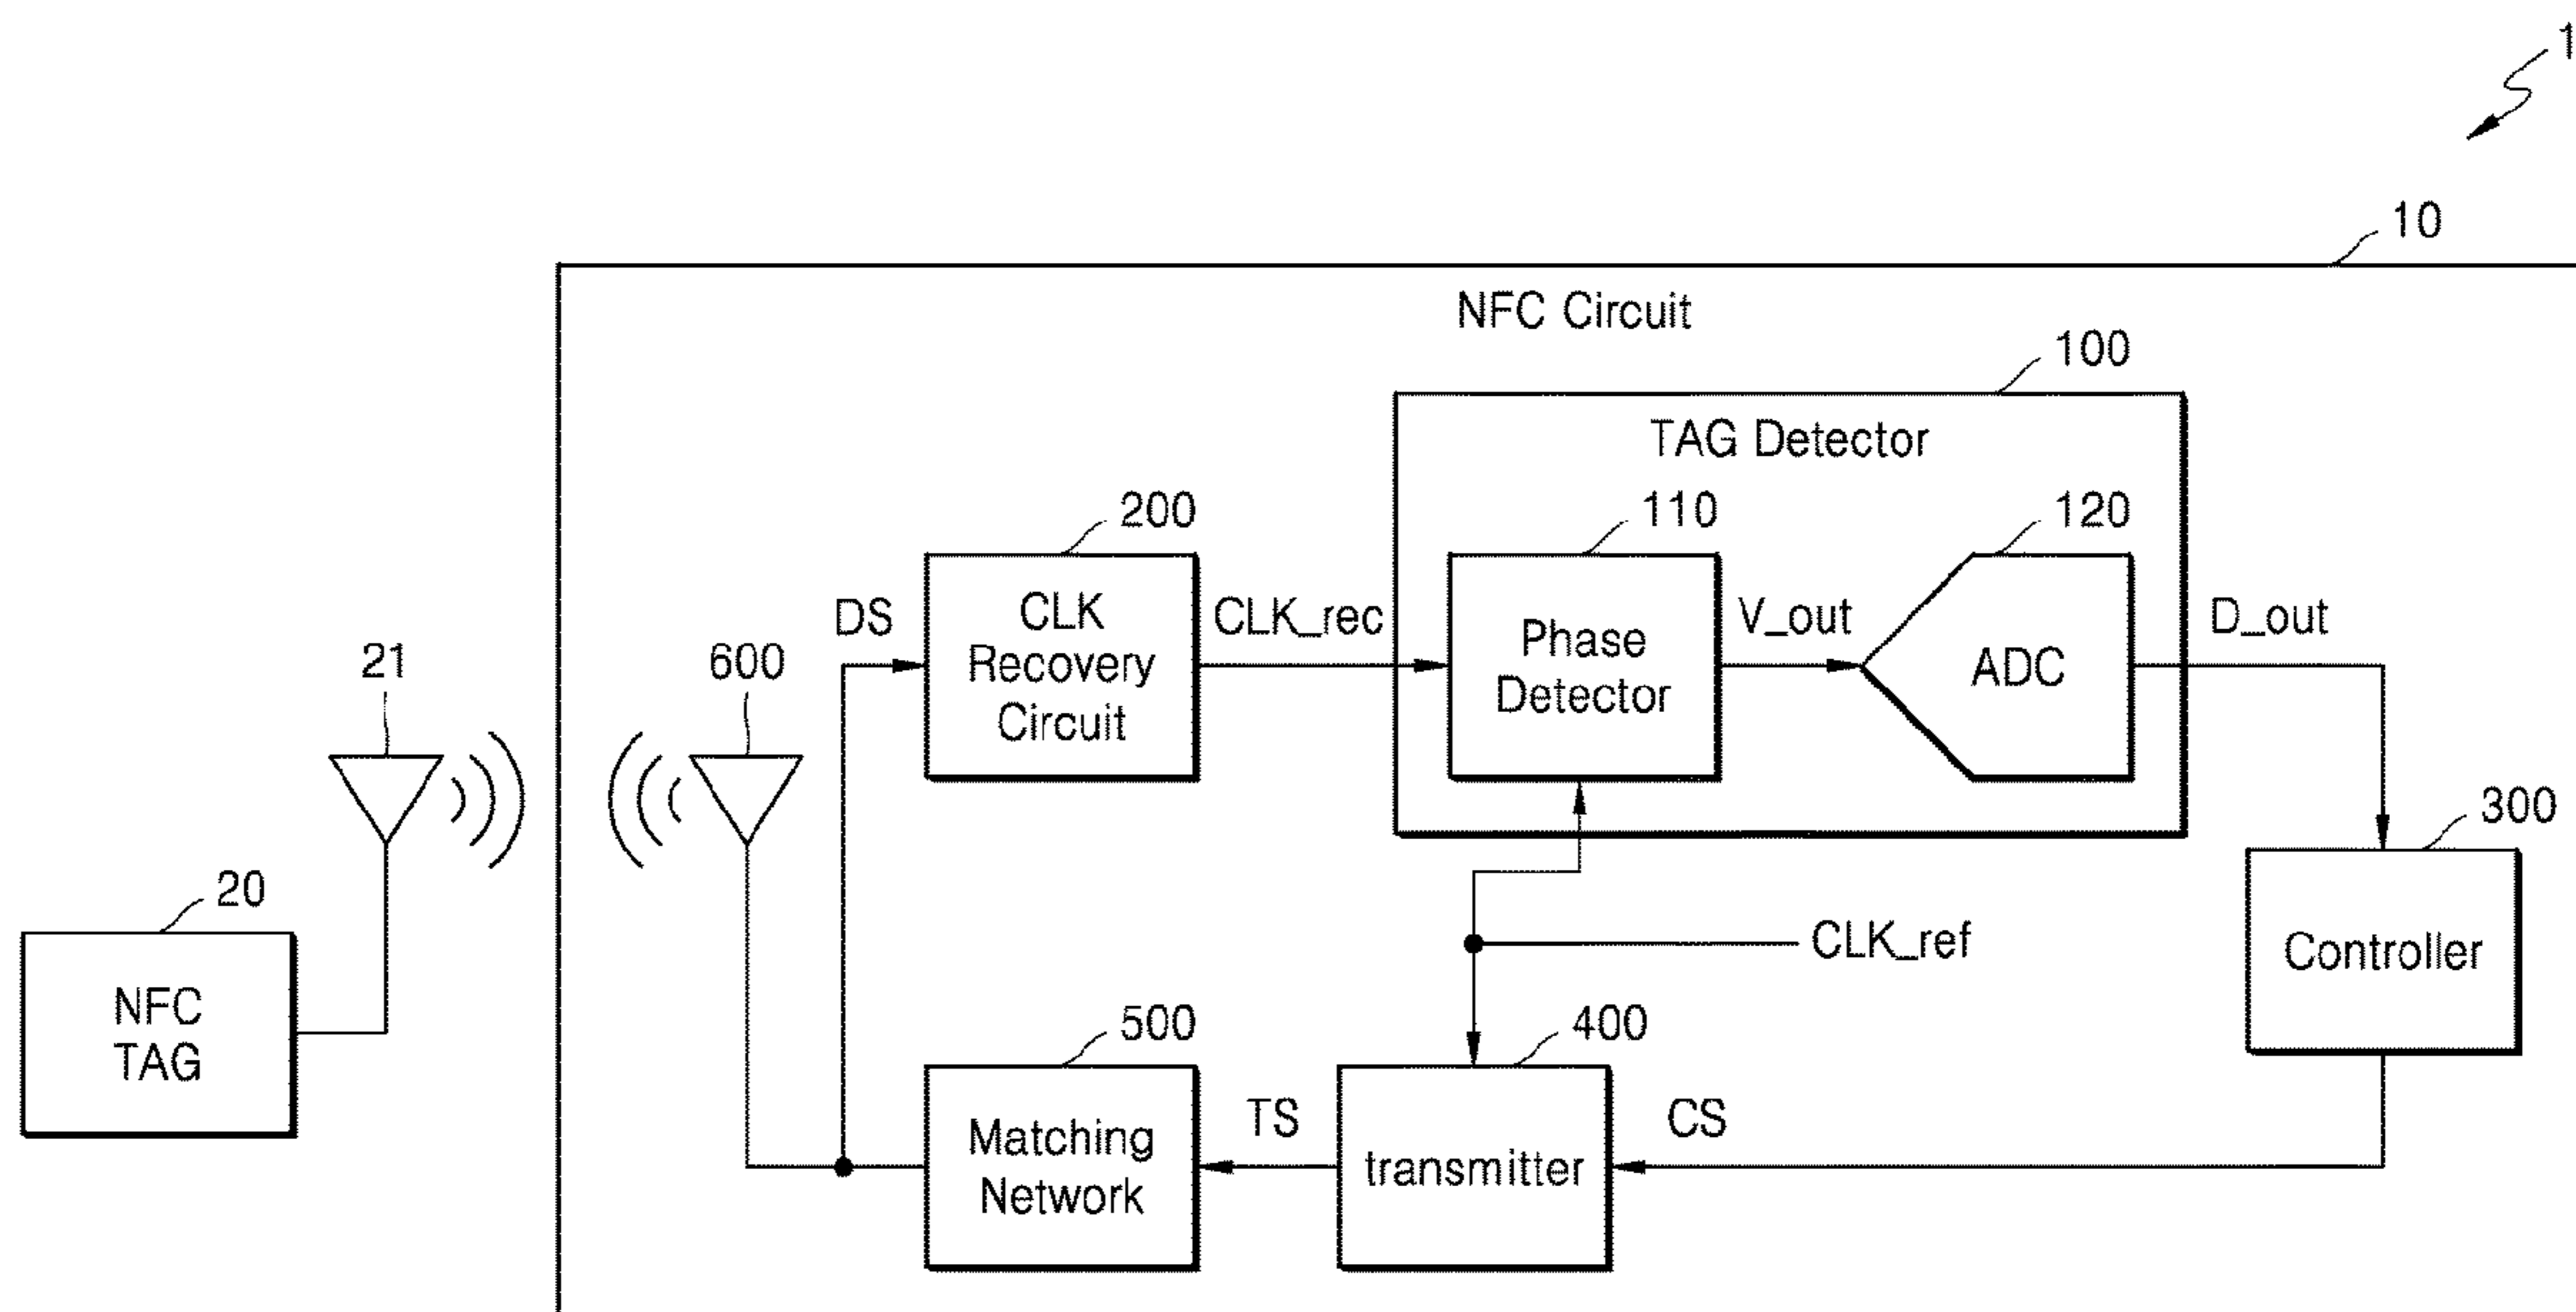 1
10
NFC Circuit
100
TAG Detector
200
110
120
DS
CLK
Recovery
Circuit
CLK_rec
Phase
Detector
V_out
ADC
D_out
21
600
300
Controller
20
NFC
TAG
CLK_ref
500
400
Matching
Network
TS
transmitter
CS